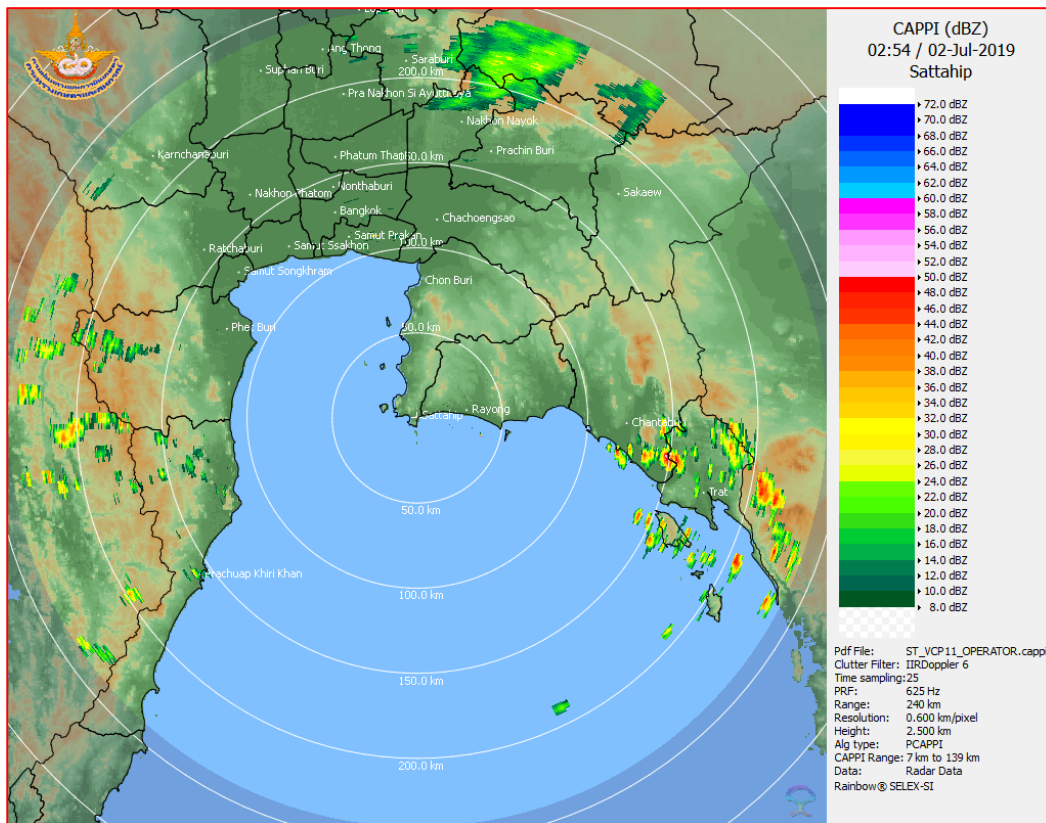 CAPPI (dBZ)
02:54 / 02-Jul-2019
Sattahip
72.0 dBZ
70.0 dBZ
68.0 dBZ
66.0 dBZ
64.0 dBZ
62.0 dBZ
60.0 dBZ
58.0 dBZ
56.0 dBZ
54.0 dBZ
52.0 dBZ
50.0 dBZ
48.0 dBZ
46.0 dBZ
44.0 dBZ
42.0 dBZ
40.0 dBZ
38.0 dBZ
36.0 dBZ
34.0 dBZ
32.0 dBZ
30.0 dBZ
28.0 dBZ
26.0 dBZ
24.0 dBZ
22.0 dBZ
20.0 dBZ
18.0 dBZ
16.0 dBZ
14.0 dBZ
12.0 dBZ
10.0 dBZ
8.0 dBZ
Pdf File: ST_VCP11_OPERATOR.cappi
Clutter Filter: IIRDoppler 6
Time sampling:25
PRF: 625 Hz
Range: 240 km
Resolution: 0.600 km/pixel
Height: 2.500 km
Alg type: PCAPPI
CAPPI Range: 7 km to 139 km
Data: Radar Data
Rainbow® SELEX-SI
Ang Thong
Saraburi
Suphan Buri
200.0 km
Pra Nakhon Si Ayutthaya
Nakhon Nayok
Karnchanaburi
Phatum Thani
150.0 km
Prachin Buri
Nonthaburi
Nakhon Phatom
Sakaew
Bangkok
Chachoengsao
Samut Prakan
Ratchaburi
Samut Ssakhon
100.0 km
Samut Songkhram
Chon Buri
Phet Buri
50.0 km
Sattahip
Rayong
Chantaburi
Trat
50.0 km
Prachuap Khiri Khan
100.0 km
150.0 km
200.0 km